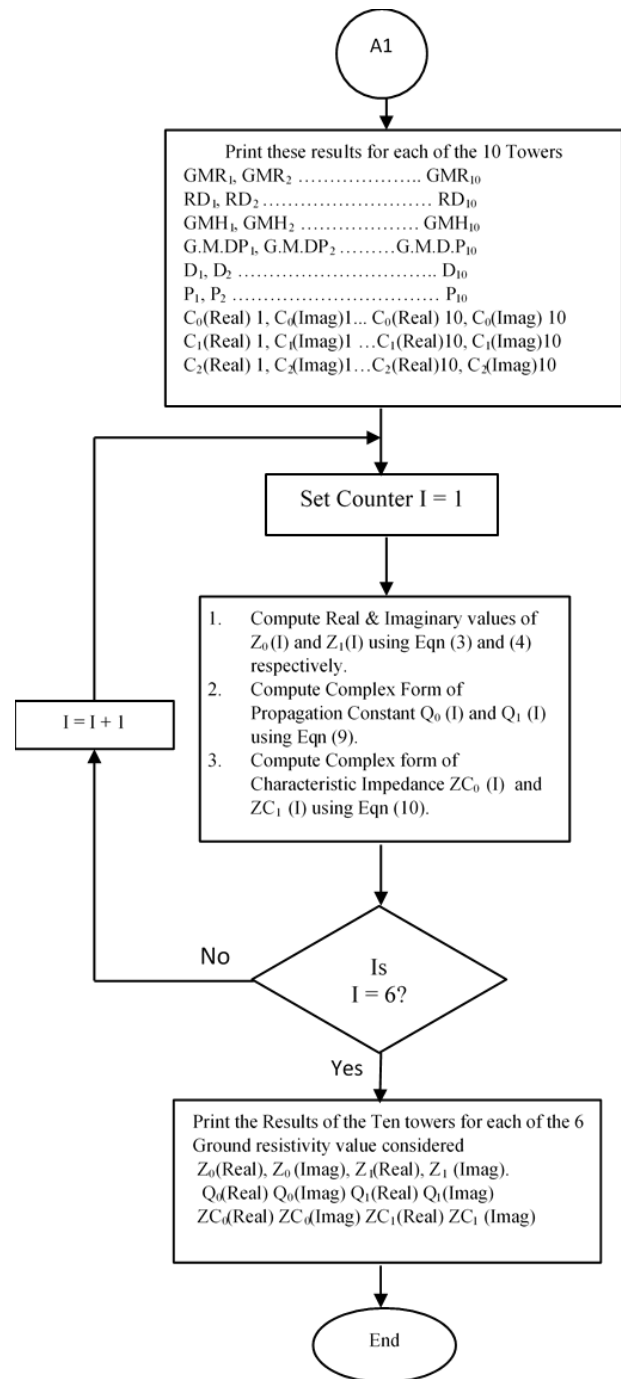 A1
Print these results for each of the 10 Towers
GMR₁, GMR₂ ………………….. GMR₁₀
RD₁, RD₂ ………………………… RD₁₀
GMH₁, GMH₂ ………………… GMH₁₀
G.M.DP₁, G.M.DP₂ ………G.M.D.P₁₀
D₁, D₂ …………………………….. D₁₀
P₁, P₂ ……………………………… P₁₀
C₀(Real) 1, C₀(Imag)1... C₀(Real) 10, C₀(Imag) 10
C₁(Real) 1, C₁(Imag)1 …C₁(Real)10, C₁(Imag)10
C₂(Real) 1, C₂(Imag)1…C₂(Real)10, C₂(Imag)10
Set Counter I = 1
1. Compute Real & Imaginary values of
Z₀ (I) and Z₁(I) using Eqn (3) and (4)
respectively.
2. Compute Complex Form of
Propagation Constant Q₀ (I) and Q₁ (I)
using Eqn (9).
3. Compute Complex form of
Characteristic Impedance ZC₀ (I) and
ZC₁ (I) using Eqn (10).
I = I + 1
No
Is
I = 6?
Yes
Print the Results of the Ten towers for each of the 6
Ground resistivity value considered
Z₀(Real), Z₀ (Imag), Z₁(Real), Z₁ (Imag).
Q₀(Real) Q₀(Imag) Q₁(Real) Q₁(Imag)
ZC₀(Real) ZC₀(Imag) ZC₁(Real) ZC₁ (Imag)
End